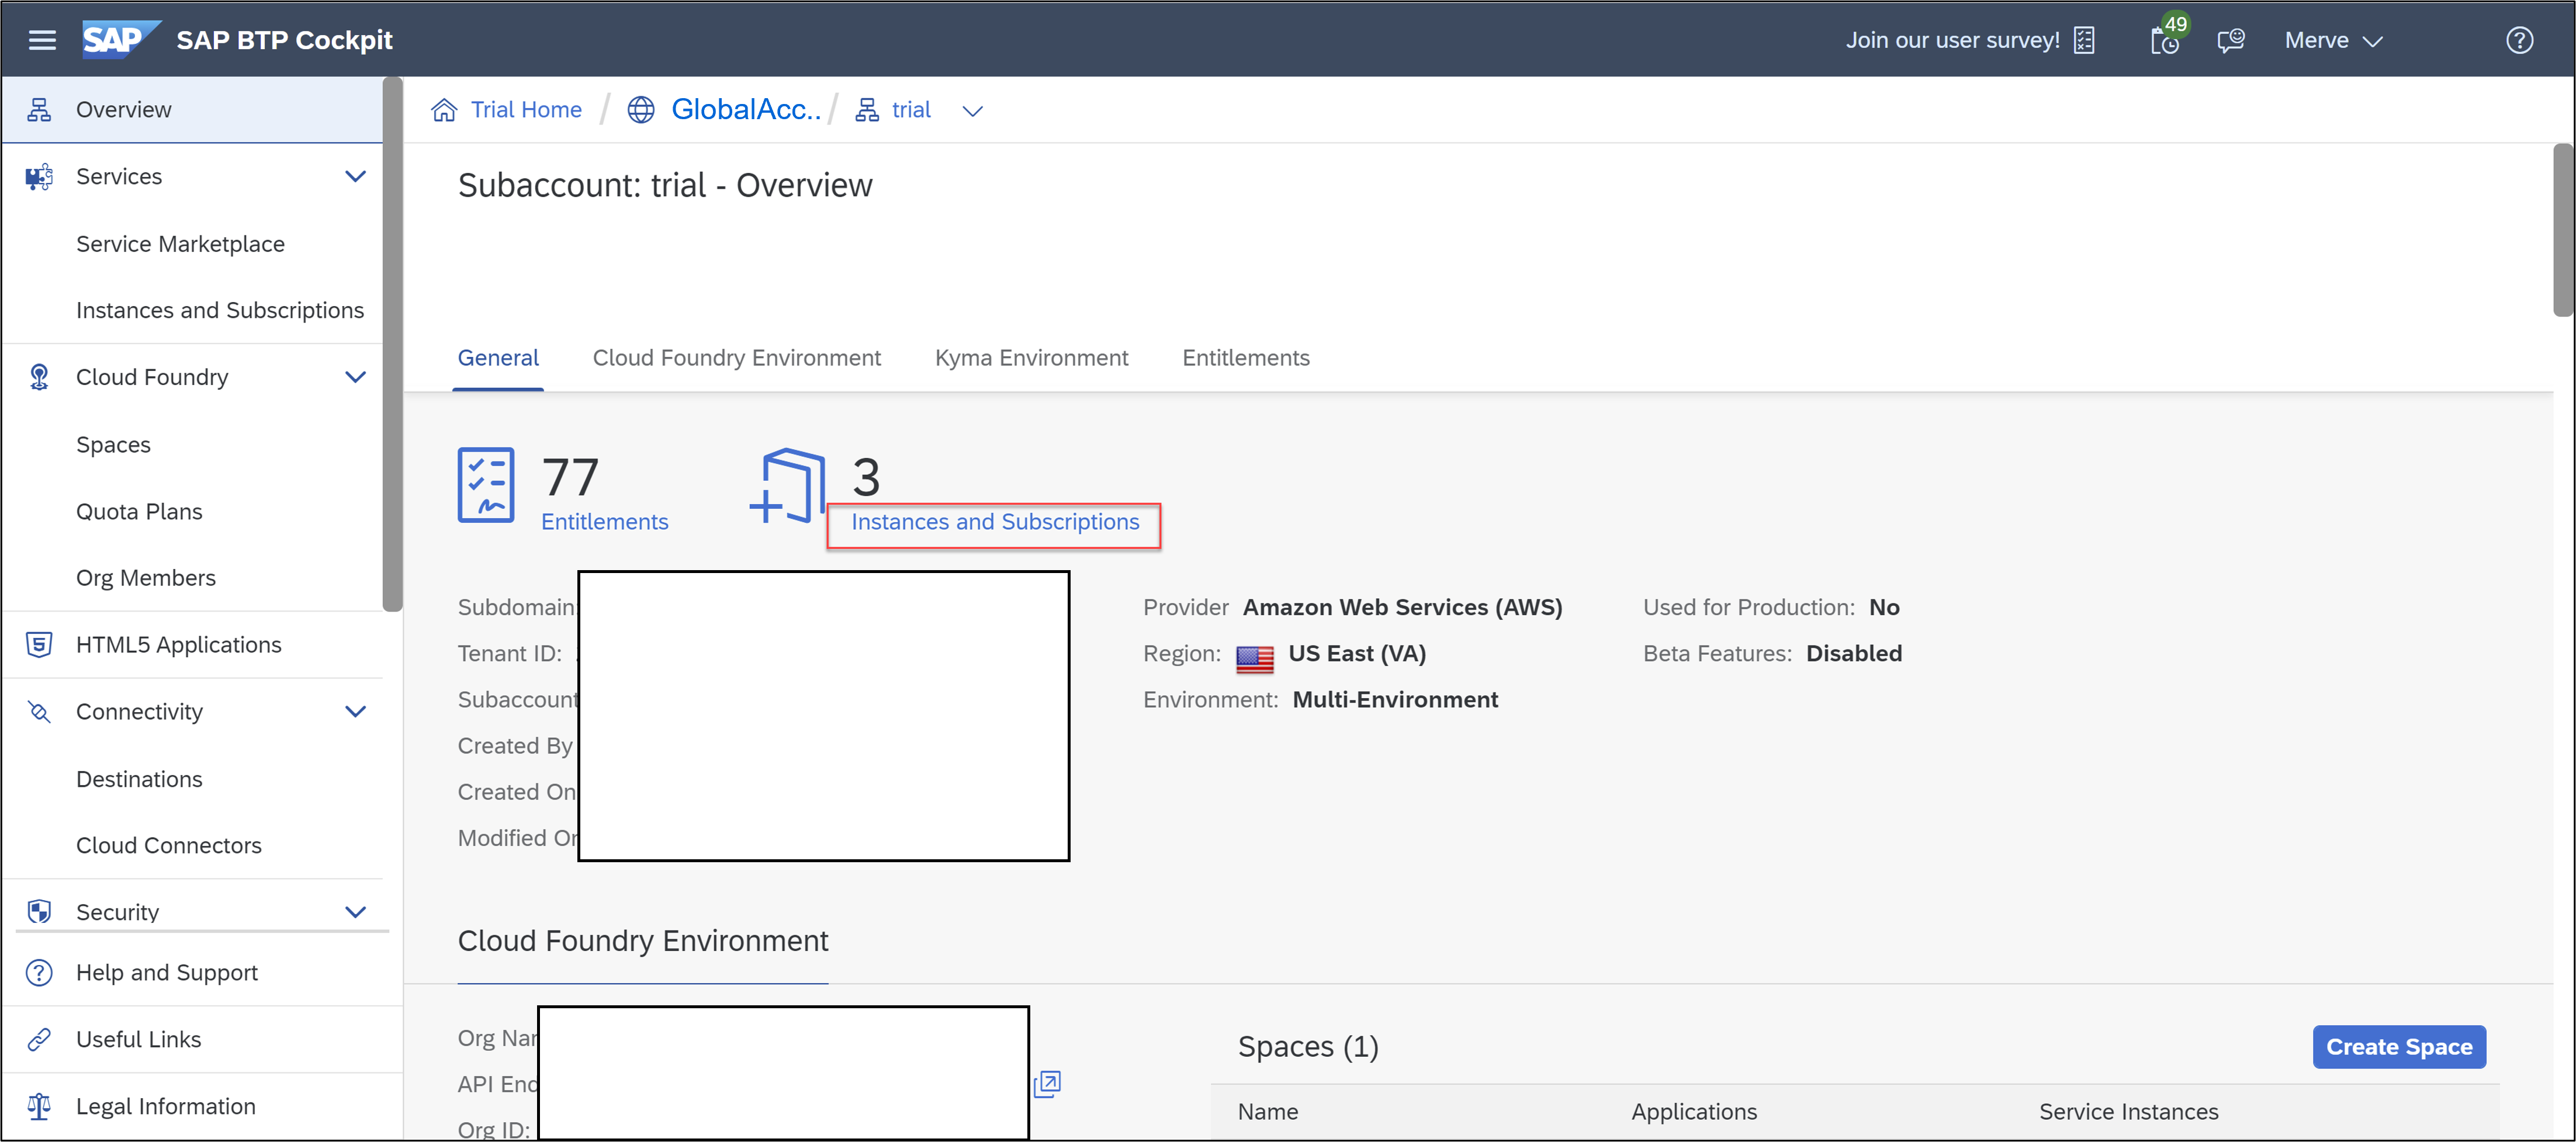 SAP SAP BTP Cockpit
Join our user survey! 49 Merve
Overview
Services
Service Marketplace
Instances and Subscriptions
Cloud Foundry
Spaces
Quota Plans
Org Members
HTML5 Applications
Connectivity
Destinations
Cloud Connectors
Security
Help and Support
Useful Links
Legal Information
Trial Home / GlobalAcc.. / trial
Subaccount: trial - Overview
General Cloud Foundry Environment Kyma Environment Entitlements
77
Entitlements
3
Instances and Subscriptions
Subdomain:
Tenant ID:
Subaccount
Created By
Created On
Modified
Provider Amazon Web Services (AWS)
Region: US East (VA)
Environment: Multi-Environment
Used for Production: No
Beta Features: Disabled
Cloud Foundry Environment
Org
API
Org ID:
Spaces (1)
Create Space
Name Applications Service Instances